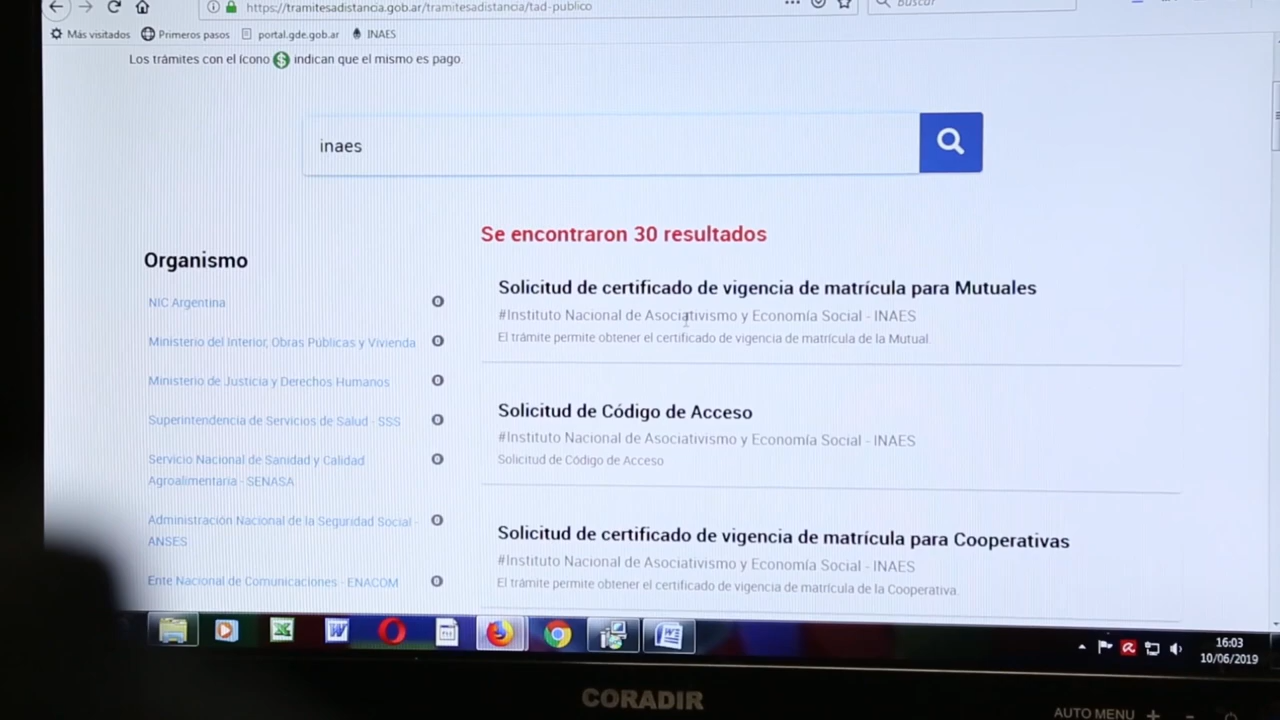 https://tramitesadistancia.gob.ar/tramitesadistancia/tad-publico
Buscar
Más visitados Primeros pasos portal.gde.gob.ar INAES
Los trámites con el ícono $ indican que el mismo es pago.
inaes
Se encontraron 30 resultados
Organismo
NIC Argentina 0
Ministerio del Interior, Obras Públicas y Vivienda 0
Ministerio de Justicia y Derechos Humanos 0
Superintendencia de Servicios de Salud - SSS 0
Servicio Nacional de Sanidad y Calidad 0
Agroalimentaria - SENASA
Administración Nacional de la Seguridad Social - 0
ANSES
Ente Nacional de Comunicaciones - ENACOM 0
Solicitud de certificado de vigencia de matrícula para Mutuales
#Instituto Nacional de Asociativismo y Economía Social - INAES
El trámite permite obtener el certificado de vigencia de matrícula de la Mutual.
Solicitud de Código de Acceso
#Instituto Nacional de Asociativismo y Economía Social - INAES
Solicitud de Código de Acceso
Solicitud de certificado de vigencia de matrícula para Cooperativas
#Instituto Nacional de Asociativismo y Economía Social - INAES
El trámite permite obtener el certificado de vigencia de matrícula de la Cooperativa.
16:03
10/06/2019
CORADIR
AUTO MENU + -